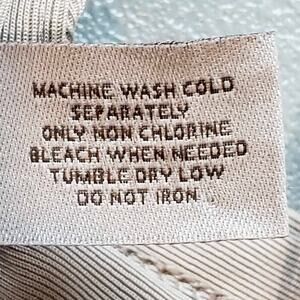 MACHINE WASH COLD
SEPARATELY
ONLY NON CHLORINE
BLEACH WHEN NEEDED
TUMBLE DRY LOW
DO NOT IRON